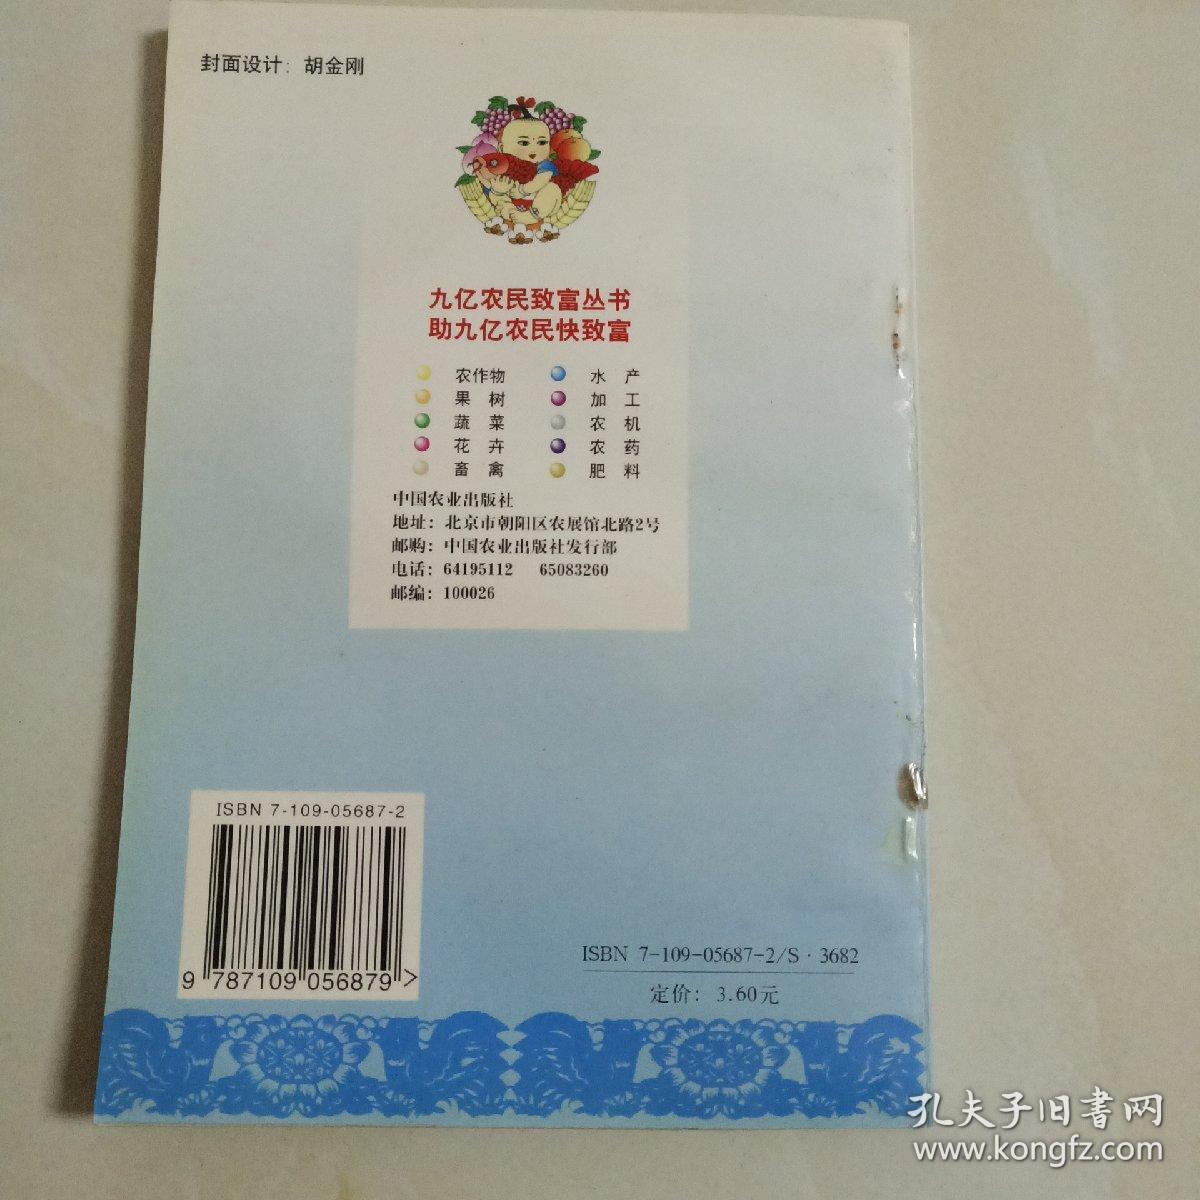 封面设计：胡金刚
九亿农民致富丛书
助九亿农民快致富
农作物 水产
果树 加工
蔬菜 农机
花卉 农药
畜禽 肥料
中国农业出版社
地址：北京市朝阳区农展馆北路2号
邮购：中国农业出版社发行部
电话：64195112 65083260
邮编：100026
ISBN 7-109-05687-2
9 787109 056879 >
ISBN 7-109-05687-2/S·3682
定价：3.60元
孔夫子旧書网
www.kongfz.com